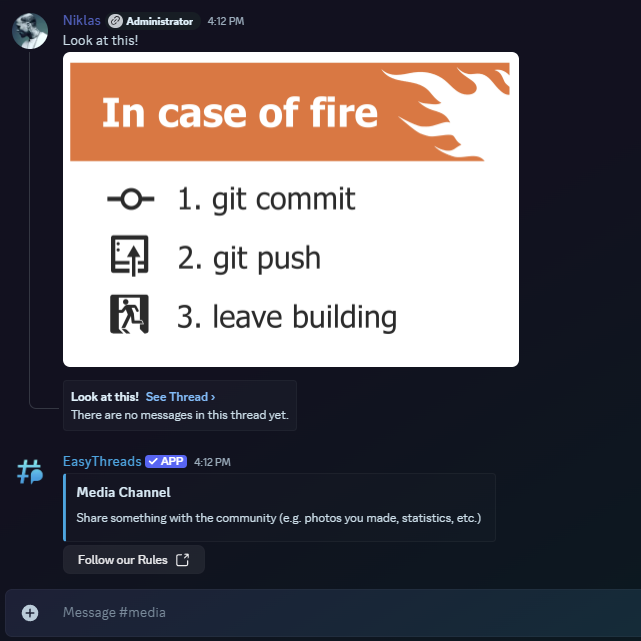 Niklas Administrator 4:12 PM
Look at this!
In case of fire
1. git commit
2. git push
3. leave building
Look at this! See Thread ›
There are no messages in this thread yet.
EasyThreads ✓ APP 4:12 PM
Media Channel
Share something with the community (e.g. photos you made, statistics, etc.)
Follow our Rules
Message #media